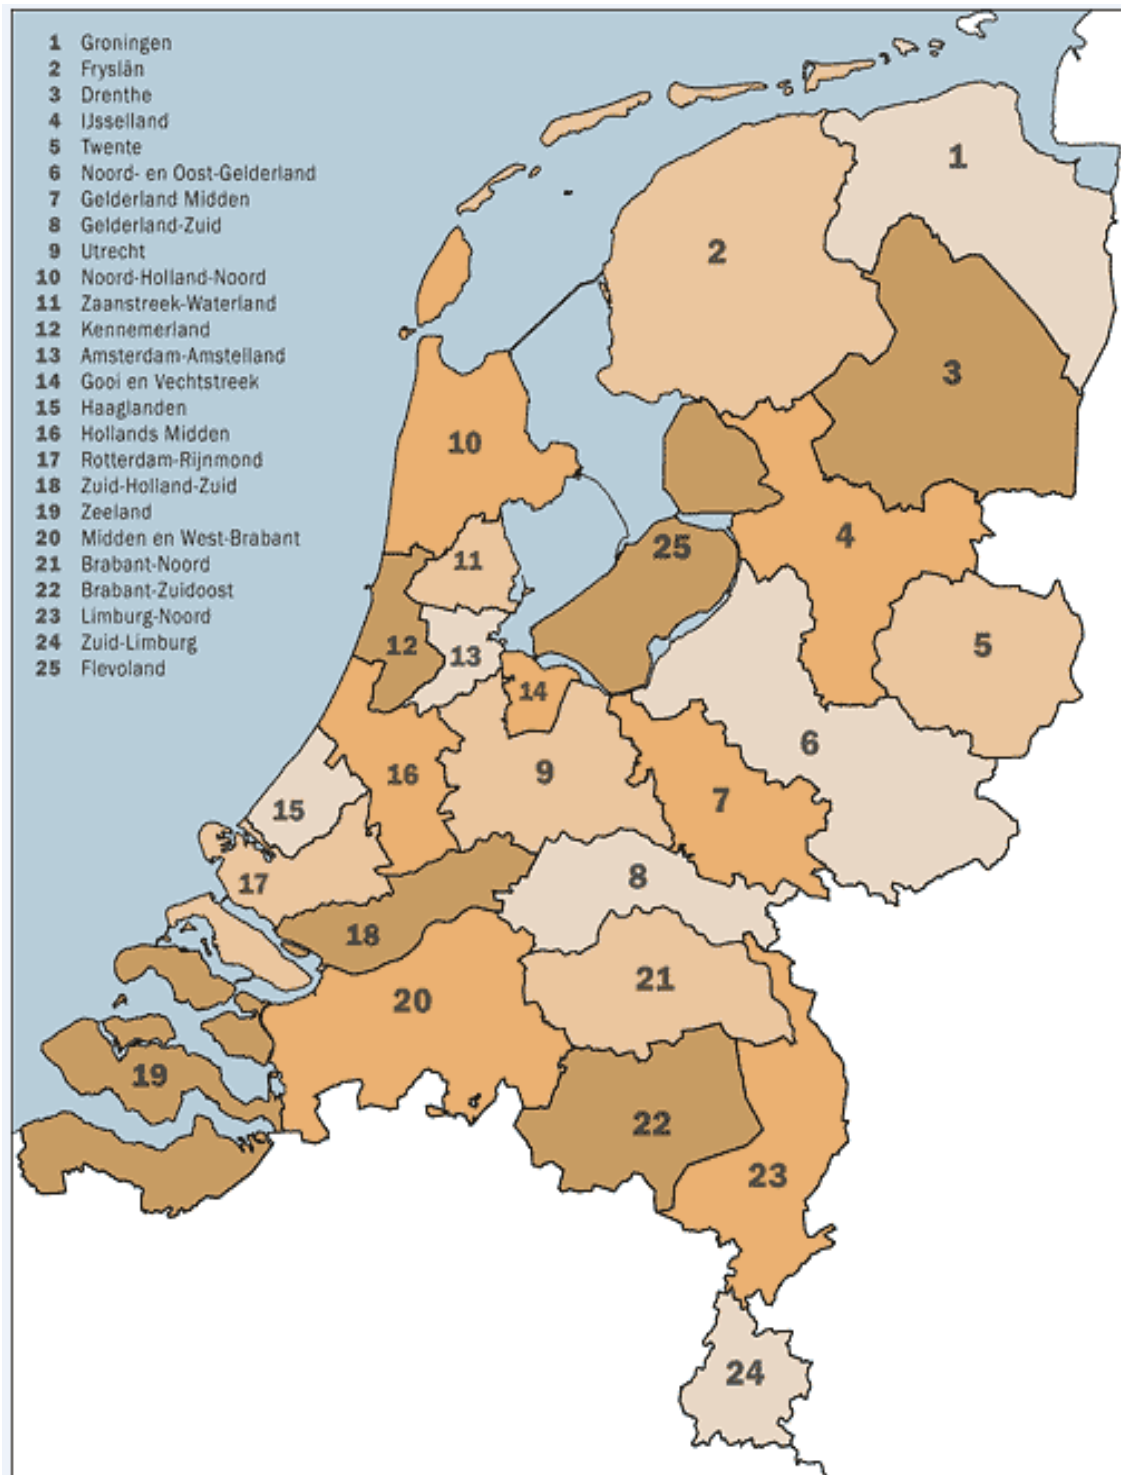 1 Groningen
2 Fryslân
3 Drenthe
4 IJsselland
5 Twente
6 Noord- en Oost-Gelderland
7 Gelderland Midden
8 Gelderland-Zuid
9 Utrecht
10 Noord-Holland-Noord
11 Zaanstreek-Waterland
12 Kennemerland
13 Amsterdam-Amstelland
14 Gooi en Vechtstreek
15 Haaglanden
16 Hollands Midden
17 Rotterdam-Rijnmond
18 Zuid-Holland-Zuid
19 Zeeland
20 Midden en West-Brabant
21 Brabant-Noord
22 Brabant-Zuidoost
23 Limburg-Noord
24 Zuid-Limburg
25 Flevoland
1
2
3
10
4
25
11
12
13
5
14
6
9
16
7
15
8
17
18
21
20
19
22
23
24